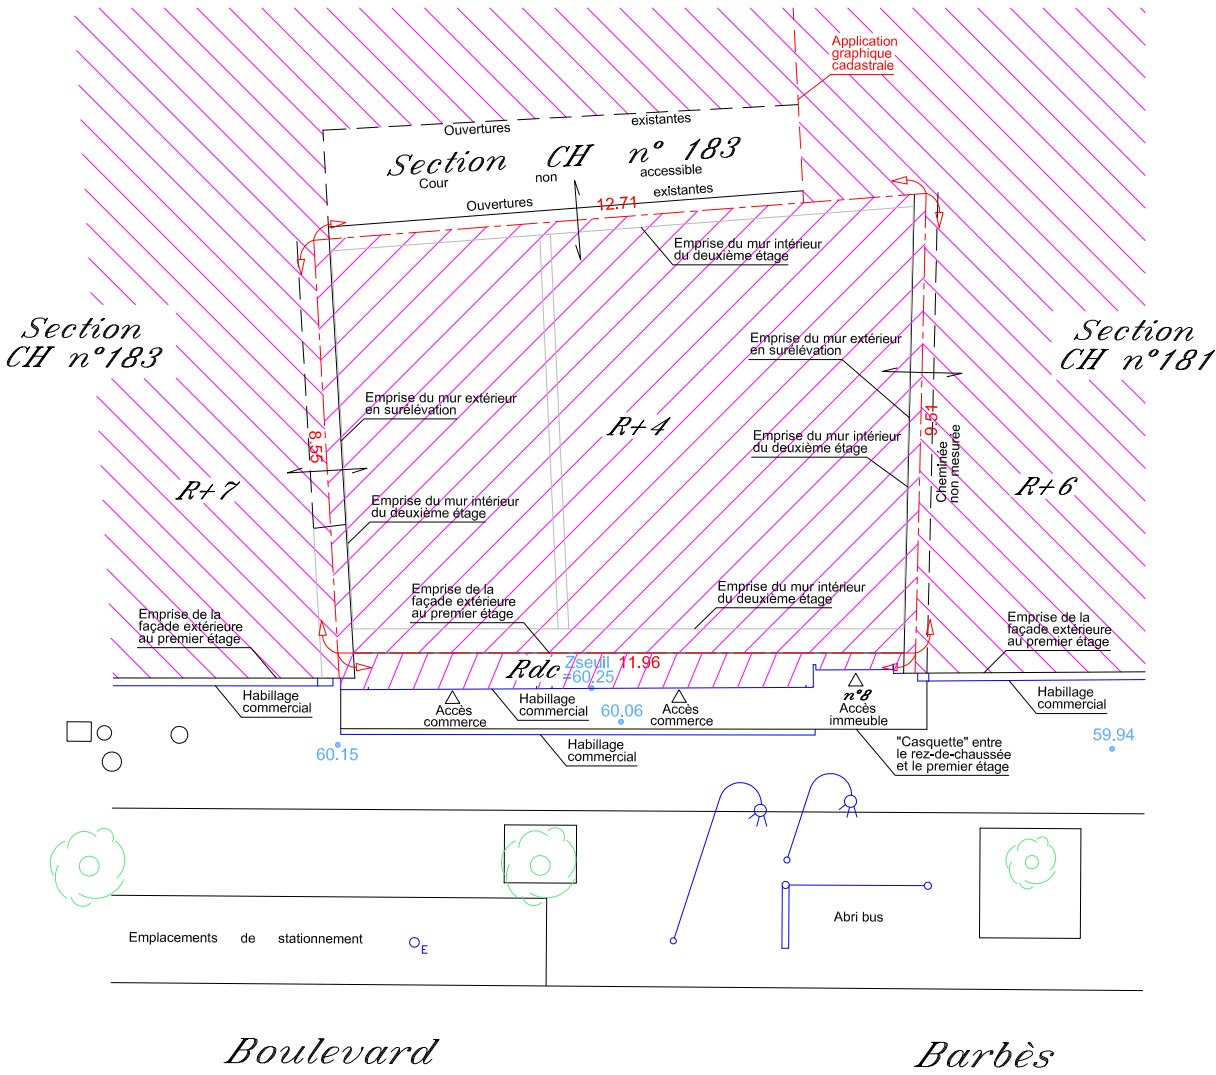 Application
graphique
cadastrale
Ouvertures existantes
Section CH n° 183
Cour non accessible
Ouvertures existantes
12.71
Emprise du mur intérieur
du deuxième étage
Section
CH n°183
Section
CH n°181
Emprise du mur extérieur
en surélévation
Emprise du mur extérieur
en surélévation
R+4
8.55
9.51
Emprise du mur intérieur
du deuxième étage
Cheminée
non mesurée
R+7
R+6
Emprise du mur intérieur
du deuxième étage
Emprise de la
façade extérieure
au premier étage
Emprise de la
façade extérieure
au premier étage
Emprise du mur intérieur
du deuxième étage
Emprise de la
façade extérieure
au premier étage
Rdc
Zseuil
=60.25
11.96
Habillage
commercial
Accès
commerce
Habillage
commercial
60.06
Accès
commerce
n°8
Accès
immeuble
Habillage
commercial
60.15
Habillage
commercial
"Casquette" entre
le rez-de-chaussée
et le premier étage
59.94
Emplacements de stationnement
E
Abri bus
Boulevard Barbès